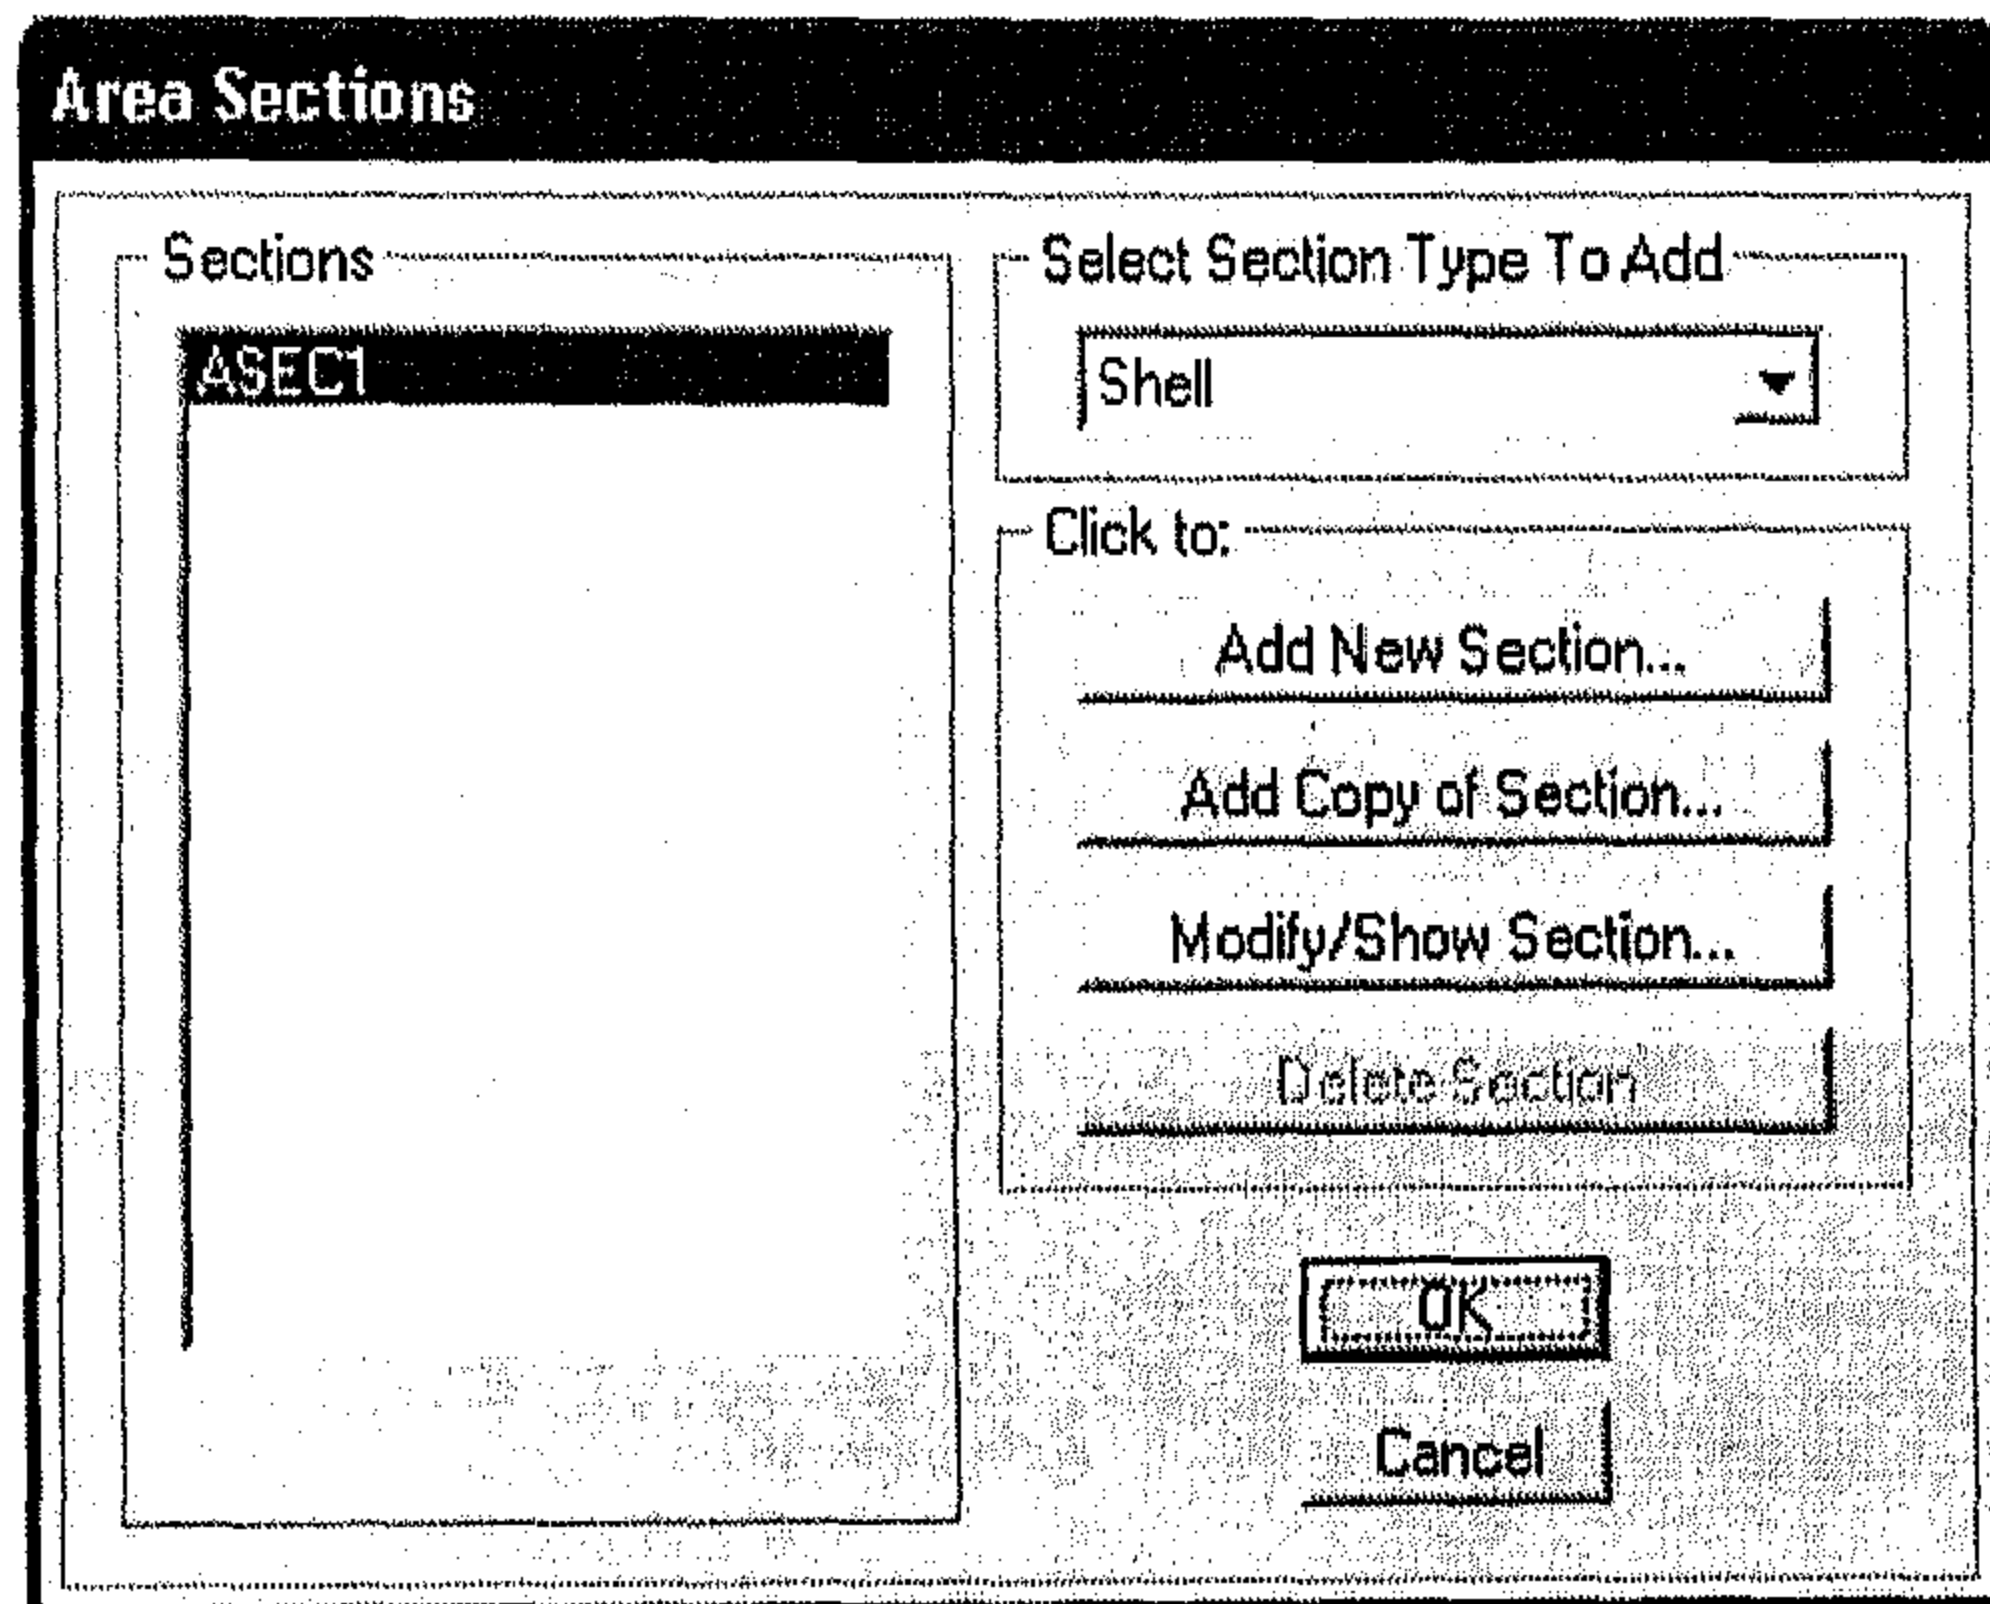 Area Sections
Sections
ASEC1
Select Section Type To Add
Shell
Click to:
Add New Section...
Add Copy of Section...
Modify/Show Section...
Delete Section
OK
Cancel